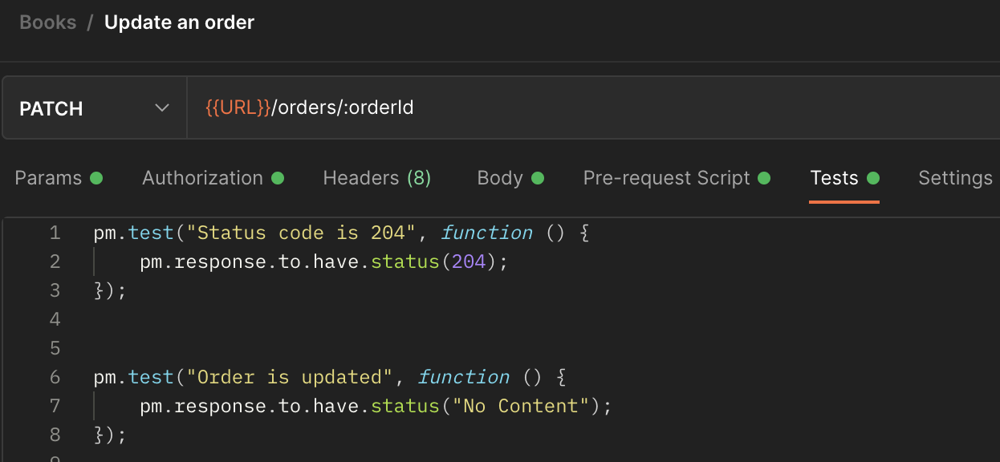 Books / Update an order
PATCH {{URL}}/orders/:orderId
Params Authorization Headers (8) Body Pre-request Script Tests Settings
1 pm.test("Status code is 204", function () {
2 pm.response.to.have.status(204);
3 });
4
5
6 pm.test("Order is updated", function () {
7 pm.response.to.have.status("No Content");
8 });